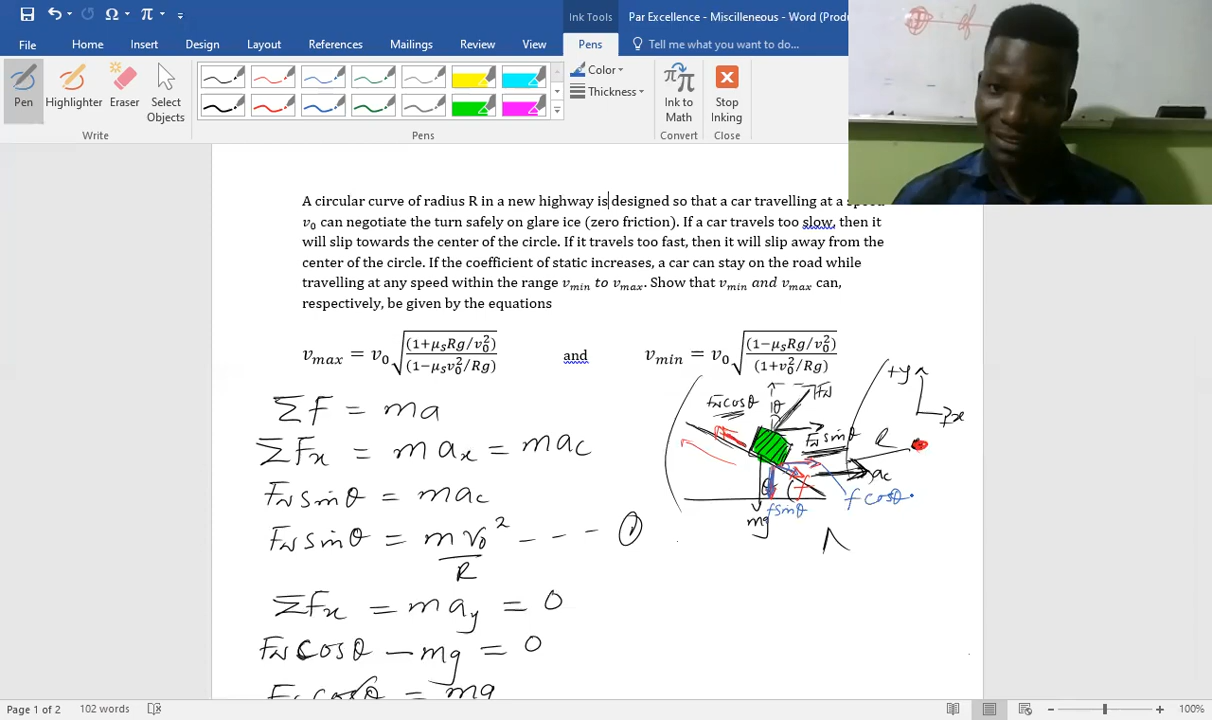 Ink Tools
Par Excellence - Miscilleneous - Word (Produ
File
Home
Insert
Design
Layout
References
Mailings
Review
View
Pens
Tell me what you want to do...
Pen
Highlighter
Eraser
Select Objects
Color
Thickness
Ink to Math
Stop Inking
Write
Pens
Convert
Close
A circular curve of radius R in a new highway is designed so that a car travelling at a speed
v₀ can negotiate the turn safely on glare ice (zero friction). If a car travels too slow, then it
will slip towards the center of the circle. If it travels too fast, then it will slip away from the
center of the circle. If the coefficient of static increases, a car can stay on the road while
travelling at any speed within the range v_min to v_max. Show that v_min and v_max can,
respectively, be given by the equations
v_max = v₀ √((1+μ_sRg/v₀²)/(1−μ_sv₀²/Rg)) and v_min = v₀ √((1−μ_sRg/v₀²)/(1+v₀²/Rg))
ΣF = ma
ΣFx = max = mac
FN sinθ = mac
FN sinθ = mv₀²/R - - - ①
ΣFx = may = 0
FN cosθ − mg = 0
FN cosθ = mg
+y
+x
FN
θ
FN cosθ
FN sinθ
R
ac
θ
f
f cosθ
f sinθ
mg
Page 1 of 2
102 words
100%